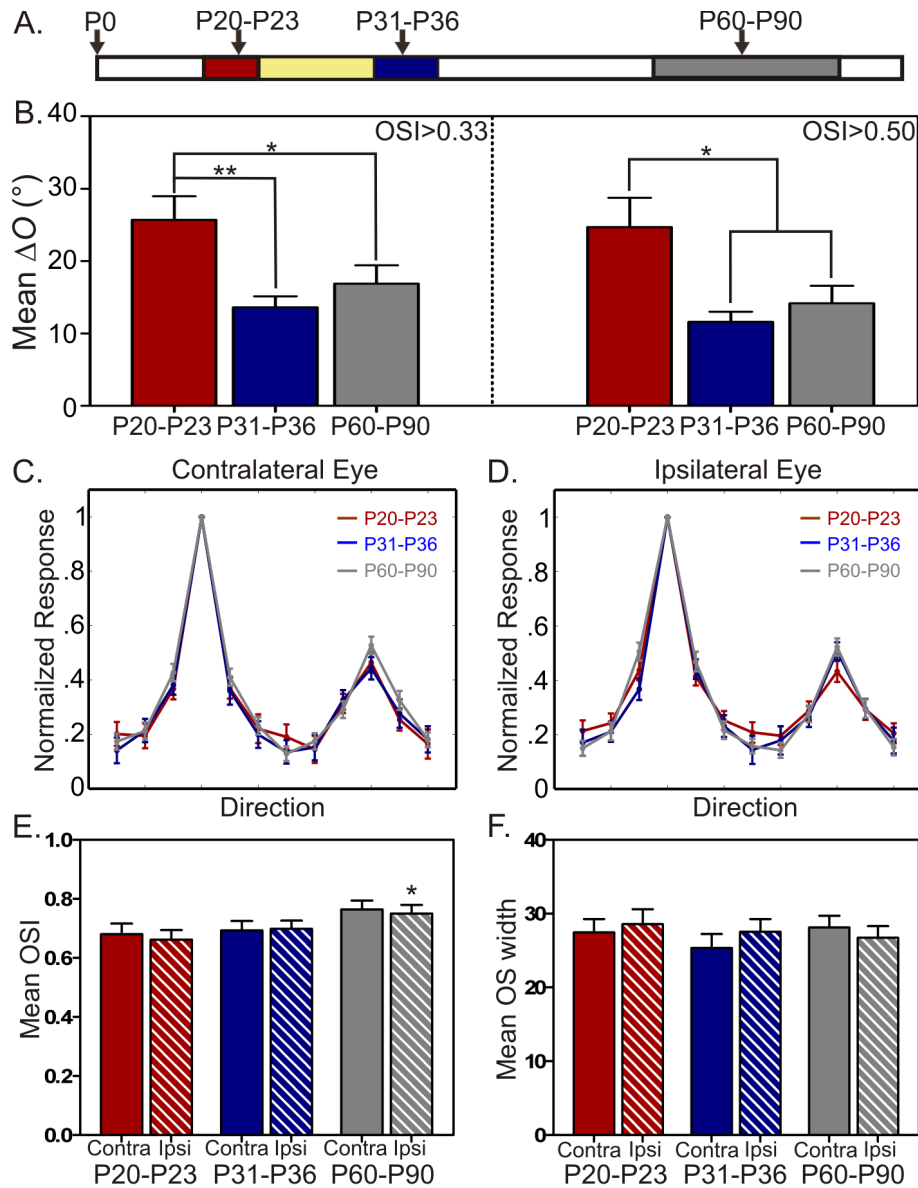 A.
P0 P20-P23 P31-P36 P60-P90
B.
Mean ΔO (°)
40
30
20
10
0
OSI>0.33
*
**
P20-P23 P31-P36 P60-P90
OSI>0.50
*
P20-P23 P31-P36 P60-P90
C.
Contralateral Eye
Normailzed Response
1
.8
.6
.4
.2
0
P20-P23
P31-P36
P60-P90
Direction
D.
Ipsilateral Eye
Normalized Response
1
.8
.6
.4
.2
0
P20-P23
P31-P36
P60-P90
Direction
E.
Mean OSI
1.0
0.8
0.6
0.4
0.2
0.0
*
Contra Ipsi Contra Ipsi Contra Ipsi
P20-P23 P31-P36 P60-P90
F.
Mean OS width
40
30
20
10
0
Contra Ipsi Contra Ipsi Contra Ipsi
P20-P23 P31-P36 P60-P90